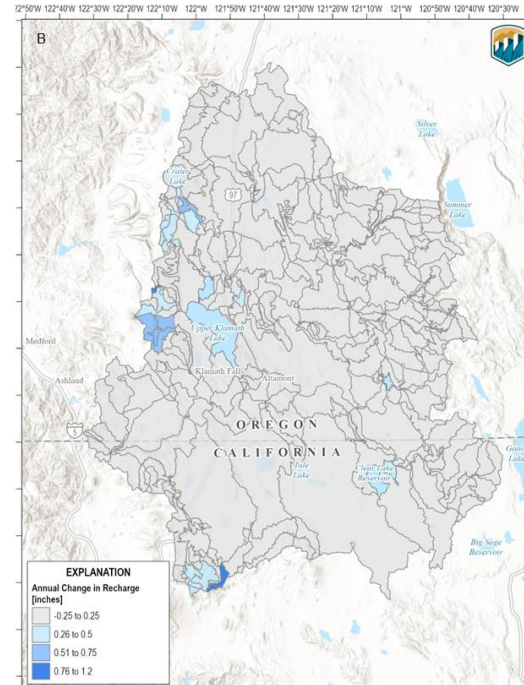 22°50'W 122°40'W 122°30'W 122°20'W 122°10'W 122°W 121°50'W 121°40'W 121°30'W 121°20'W 121°10'W 121°W 120°50'W 120°40'W 120°30'W
B
Silver
Lake
Crater
Lake
97
Summer
Lake
Upper Klamath
Lake
Medford
Klamath Falls
Altamont
Ashland
OREGON
5
CALIFORNIA
Goos
Lake
Tule
Lake
Clear Lake
Reservoir
Big Sage
Reservoir
EXPLANATION
Annual Change in Recharge
[inches]
-0.25 to 0.25
0.26 to 0.5
0.51 to 0.75
0.76 to 1.2